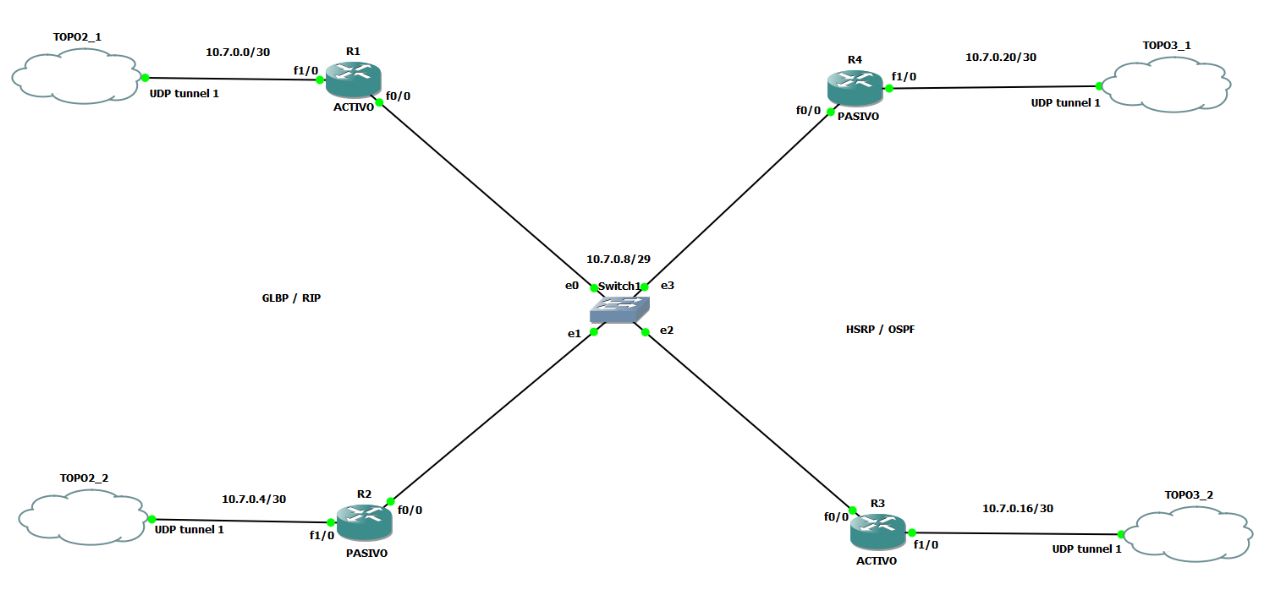 TOPO2_1
10.7.0.0/30
UDP tunnel 1
f1/0
R1
f0/0
ACTIVO
R4
f1/0
f0/0
PASIVO
10.7.0.20/30
TOPO3_1
UDP tunnel 1
10.7.0.8/29
e0
Switch1
e3
e1
e2
GLBP / RIP
HSRP / OSPF
TOPO2_2
10.7.0.4/30
UDP tunnel 1
f1/0
R2
f0/0
PASIVO
R3
f0/0
f1/0
ACTIVO
10.7.0.16/30
TOPO3_2
UDP tunnel 1